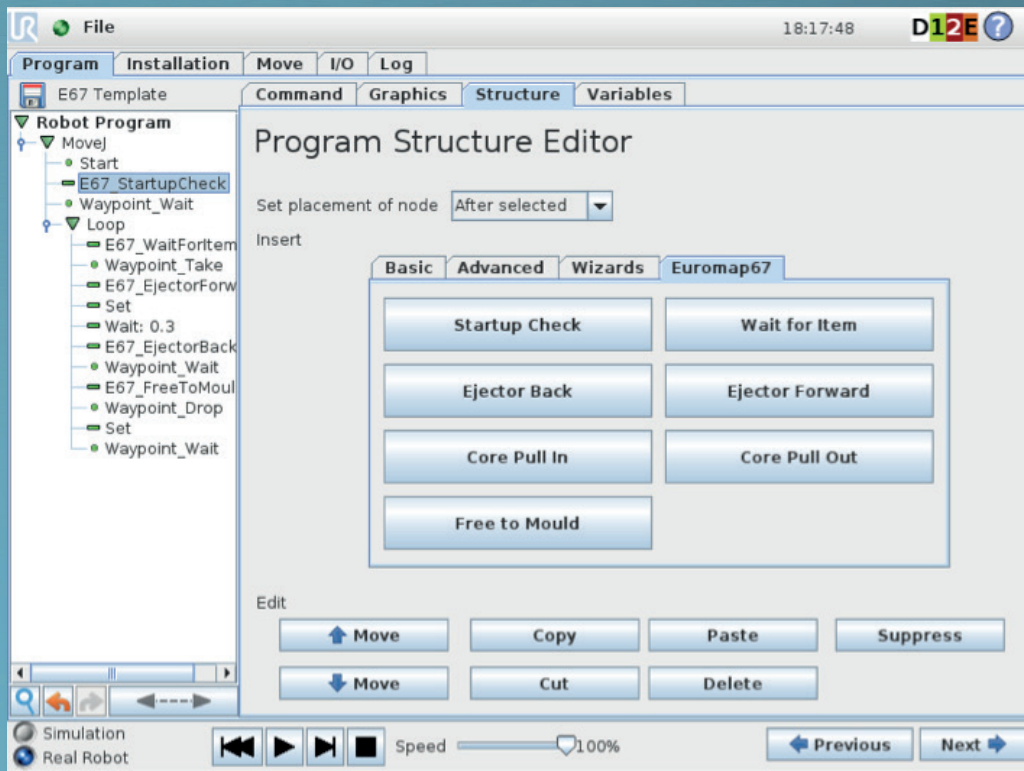 UR File 18:17:48 D12E ?
Program Installation Move I/O Log
E67 Template Command Graphics Structure Variables
Robot Program
MoveJ
Start
E67_StartupCheck
Waypoint_Wait
Loop
E67_WaitForItem
Waypoint_Take
E67_EjectorForw
Set
Wait: 0.3
E67_EjectorBack
Waypoint_Wait
E67_FreeToMoul
Waypoint_Drop
Set
Waypoint_Wait
Program Structure Editor
Set placement of node After selected
Insert
Basic Advanced Wizards Euromap67
Startup Check Wait for Item
Ejector Back Ejector Forward
Core Pull In Core Pull Out
Free to Mould
Edit
Move Copy Paste Suppress
Move Cut Delete
Simulation
Real Robot
Speed 100% Previous Next